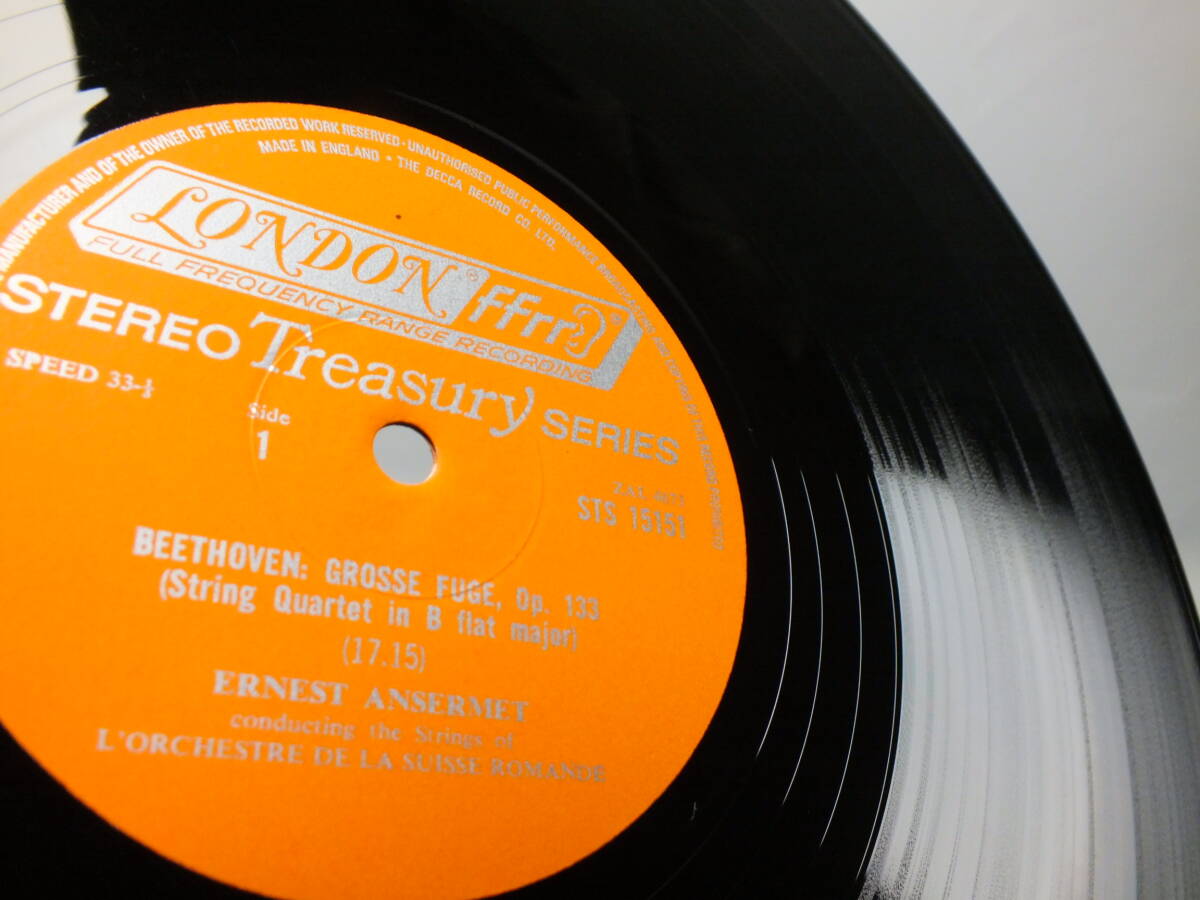 MANUFACTURER AND OF THE OWNER OF THE RECORDED WORK RESERVED · UNAUTHORISED PUBLIC PERFORMANCE
MADE IN ENGLAND • THE DECCA RECORD CO. LTD.
LONDON® ffrr®
FULL FREQUENCY RANGE RECORDING
STEREO Treasury SERIES
SPEED 33-⅓
Side
1
STS 15151
BEETHOVEN: GROSSE FUGE, Op. 133
(String Quartet in B flat major)
(17.15)
ERNEST ANSERMET
conducting the Strings of
L'ORCHESTRE DE LA SUISSE ROMANDE